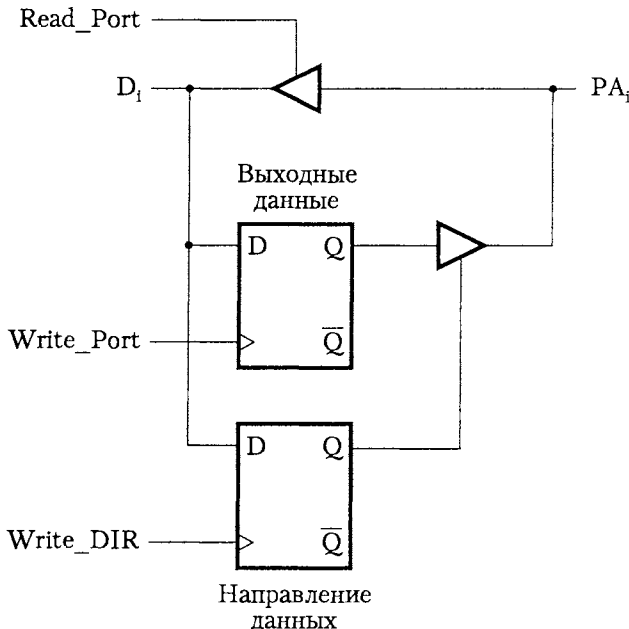 Read_Port
Dᵢ
PAᵢ
Выходные
данные
D Q
Write_Port
Q̅
D Q
Write_DIR
Q̅
Направление
данных